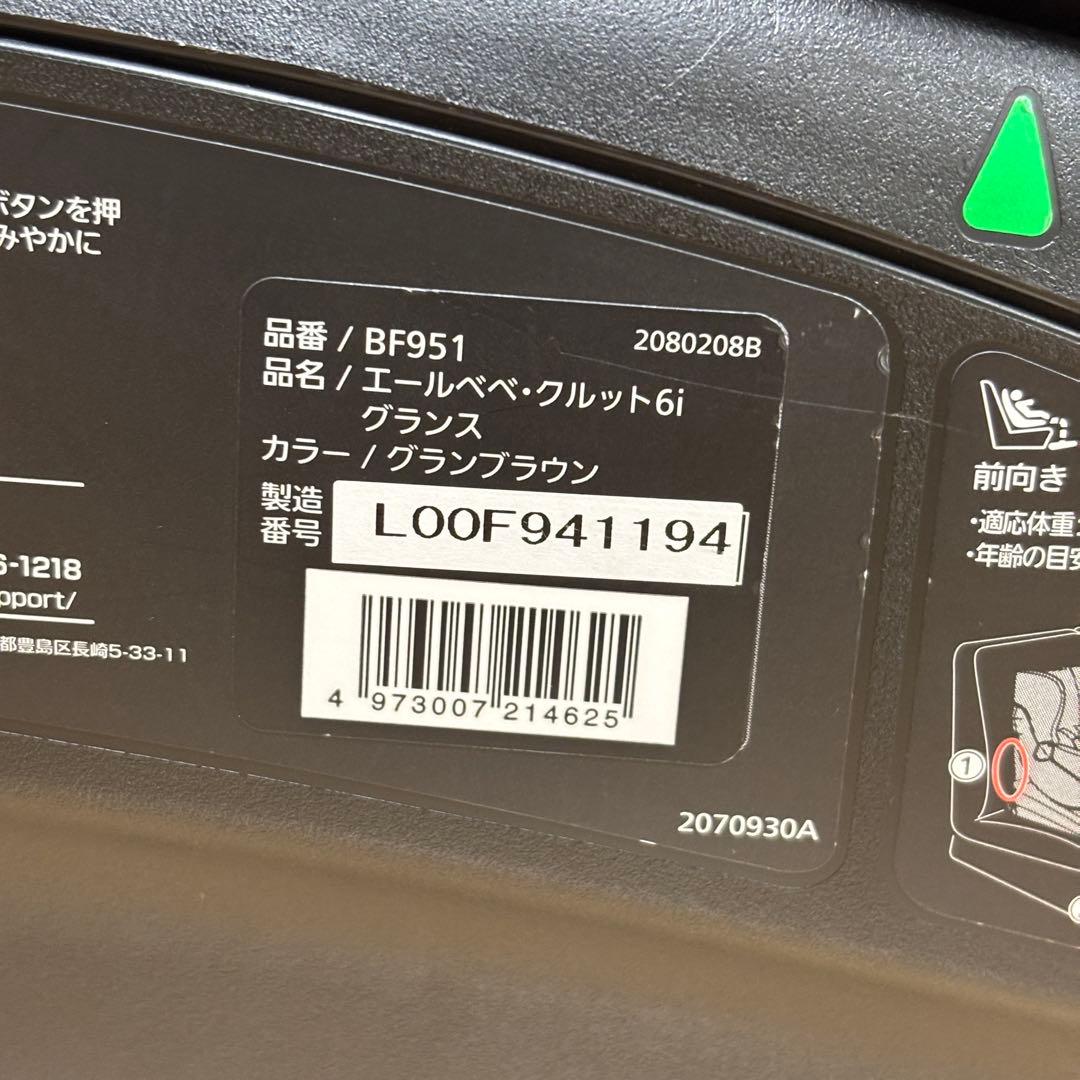 ボタンを押
みやかに
品番 / BF951
2080208B
品名 / エールベベ・クルット6i
グランス
カラー / グランブラウン
製造
番号
L00F941194
4 973007 214625
2070930A
6-1218
pport/
都豊島区長崎5-33-11
前向き
・適応体重
・年齢の目安
1